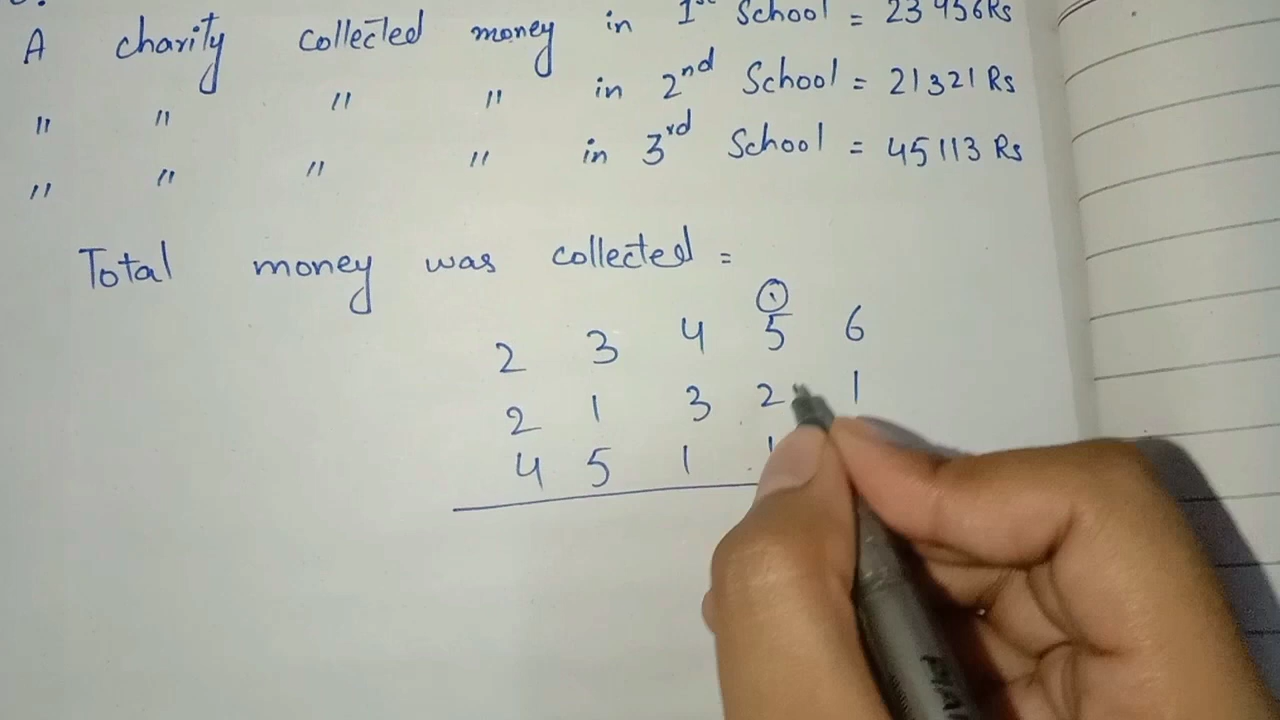 A charity collected money in 1st School = 23456Rs
" " " " in 2nd School = 21321 Rs
" " " " in 3rd School = 45113 Rs
Total money was collected =
1
2 3 4 5 6
2 1 3 2 1
4 5 1 1